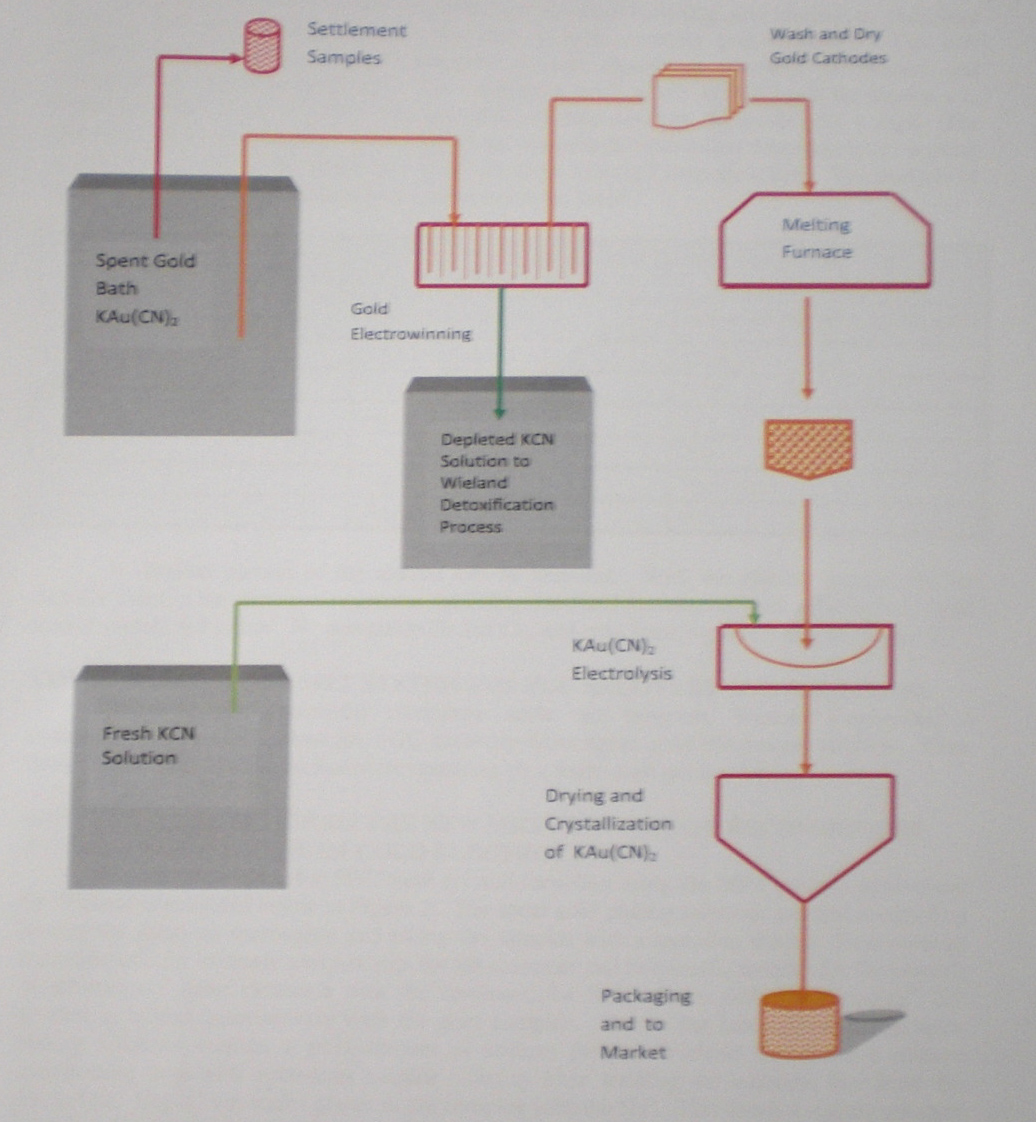 Settlement
Samples
Wash and Dry
Gold Cathodes
Spent Gold
Bath
KAu(CN)₂
Gold
Electrowinning
Melting
Furnace
Depleted KCN
Solution to
Wieland
Detoxification
Process
KAu(CN)₂
Electrolysis
Fresh KCN
Solution
Drying and
Crystallization
of KAu(CN)₂
Packaging
and to
Market